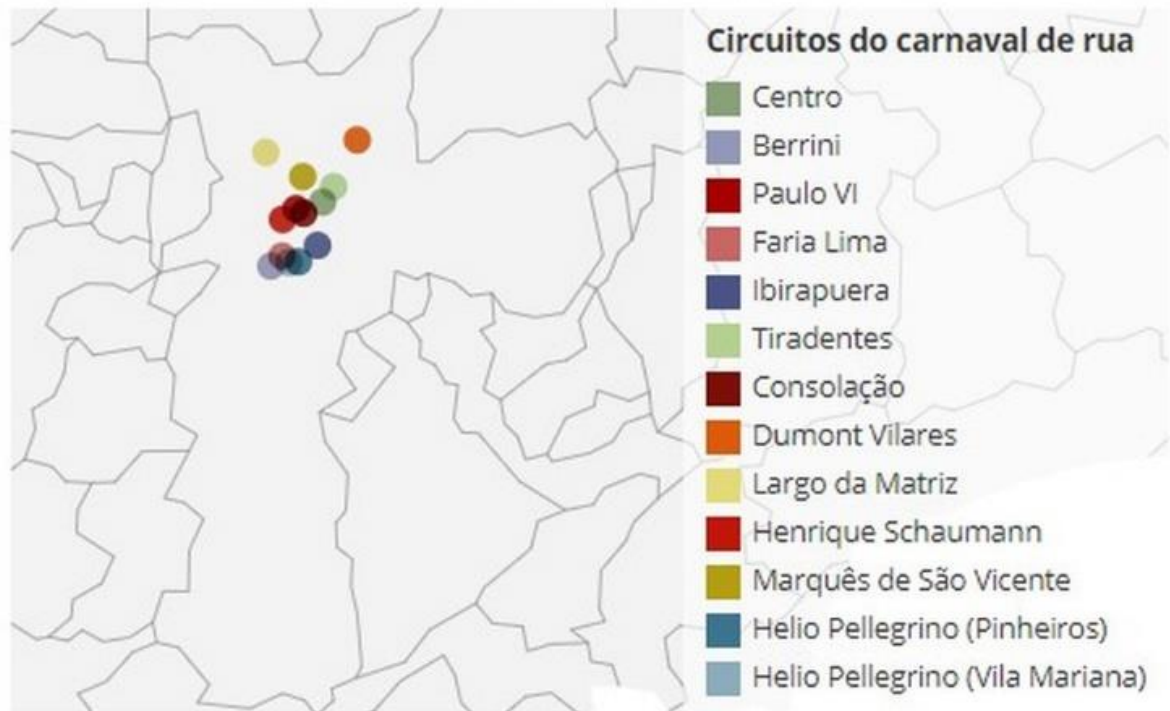 Circuitos do carnaval de rua
Centro
Berrini
Paulo VI
Faria Lima
Ibirapuera
Tiradentes
Consolação
Dumont Vilares
Largo da Matriz
Henrique Schaumann
Marquês de São Vicente
Helio Pellegrino (Pinheiros)
Helio Pellegrino (Vila Mariana)